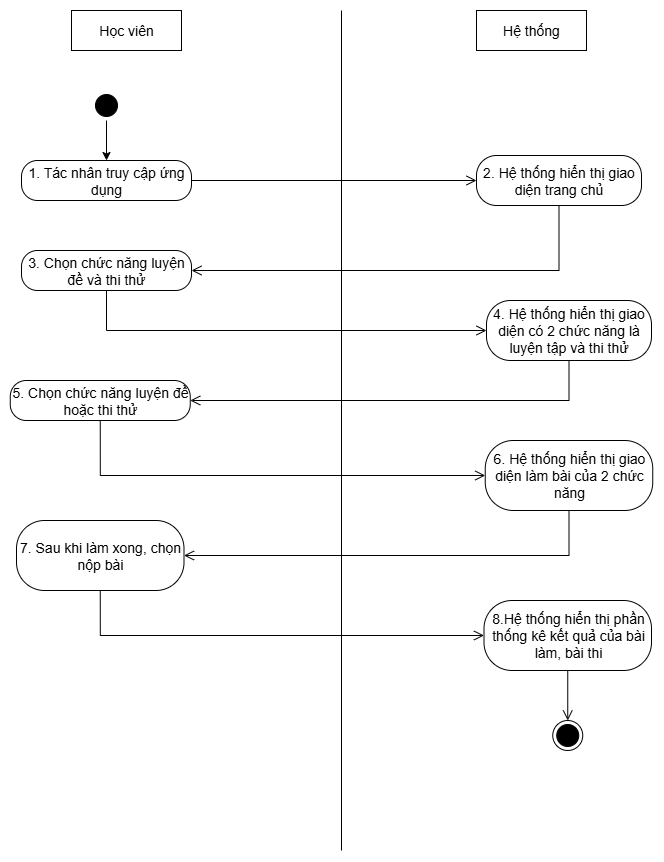 Học viên
Hệ thống
1. Tác nhân truy cập ứng
dụng
2. Hệ thống hiển thị giao
diện trang chủ
3. Chọn chức năng luyện
đề và thi thử
4. Hệ thống hiển thị giao
diện có 2 chức năng là
luyện tập và thi thử
5. Chọn chức năng luyện đề
hoặc thi thử
6. Hệ thống hiển thị giao
diện làm bài của 2 chức
năng
7. Sau khi làm xong, chọn
nộp bài
8.Hệ thống hiển thị phần
thống kê kết quả của bài
làm, bài thi